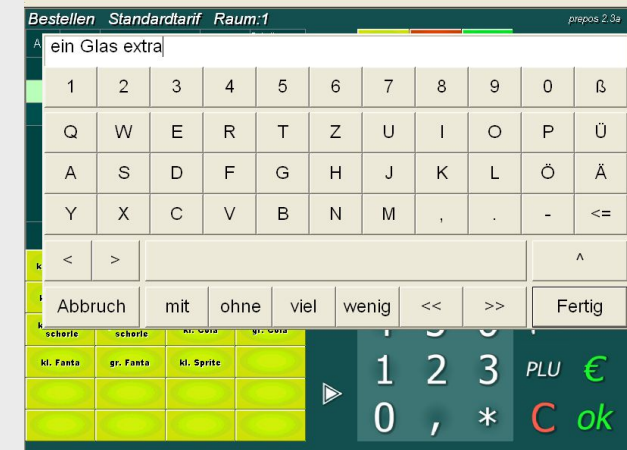 Bestellen Standardtarif Raum:1 prepos 2.3a
A
ein Glas extra
1 2 3 4 5 6 7 8 9 0 ß
Q W E R T Z U I O P Ü
A S D F G H J K L Ö Ä
Y X C V B N M , . - <=
< > ^
Abbruch mit ohne viel wenig << >> Fertig
schorle schorle kl. Cola gr. Cola
kl. Fanta gr. Fanta kl. Sprite
1 2 3 PLU €
0 , * C ok